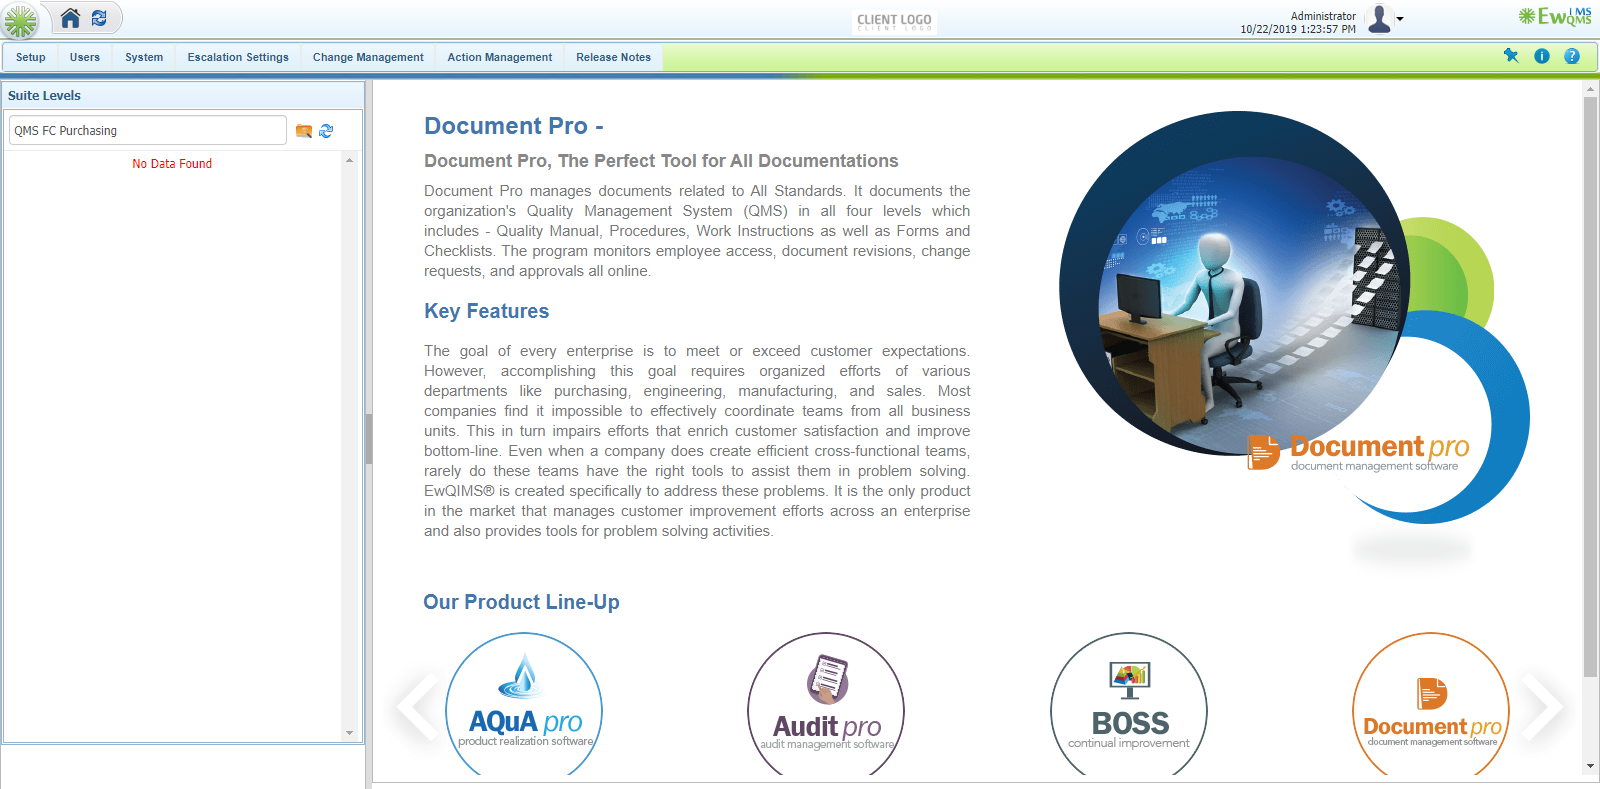 CLIENT LOGO
Administrator
10/22/2019 1:23:57 PM
EwQIMS
QMS
Setup Users System Escalation Settings Change Management Action Management Release Notes
Suite Levels
QMS FC Purchasing
No Data Found
Document Pro -
Document Pro, The Perfect Tool for All Documentations
Document Pro manages documents related to All Standards. It documents the
organization's Quality Management System (QMS) in all four levels which
includes - Quality Manual, Procedures, Work Instructions as well as Forms and
Checklists. The program monitors employee access, document revisions, change
requests, and approvals all online.
Key Features
The goal of every enterprise is to meet or exceed customer expectations.
However, accomplishing this goal requires organized efforts of various
departments like purchasing, engineering, manufacturing, and sales. Most
companies find it impossible to effectively coordinate teams from all business
units. This in turn impairs efforts that enrich customer satisfaction and improve
bottom-line. Even when a company does create efficient cross-functional teams,
rarely do these teams have the right tools to assist them in problem solving.
EwQIMS® is created specifically to address these problems. It is the only product
in the market that manages customer improvement efforts across an enterprise
and also provides tools for problem solving activities.
Document pro
document management software
Our Product Line-Up
AQuA pro
product realization software
Audit pro
audit management software
BOSS
continual improvement
Document pro
document management software